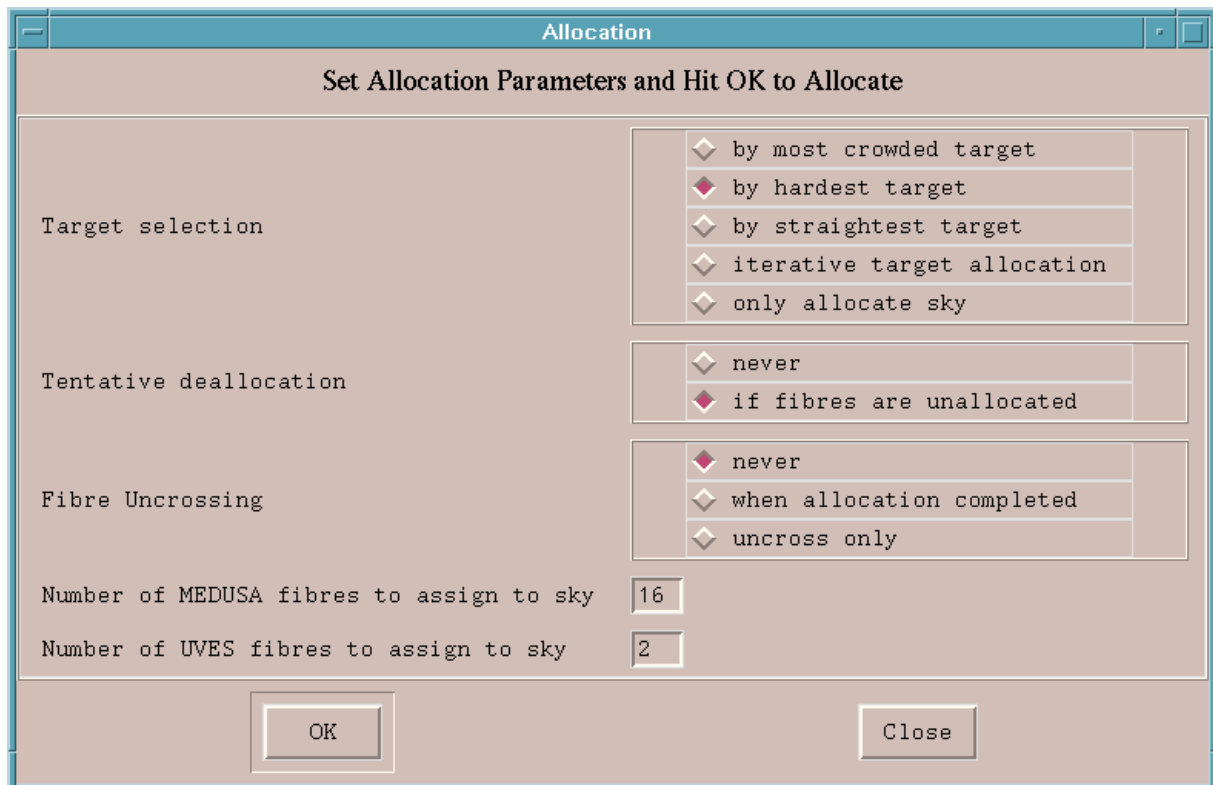 Allocation
Set Allocation Parameters and Hit OK to Allocate
Target selection
by most crowded target
by hardest target
by straightest target
iterative target allocation
only allocate sky
Tentative deallocation
never
if fibres are unallocated
Fibre Uncrossing
never
when allocation completed
uncross only
Number of MEDUSA fibres to assign to sky 16
Number of UVES fibres to assign to sky 2
OK Close